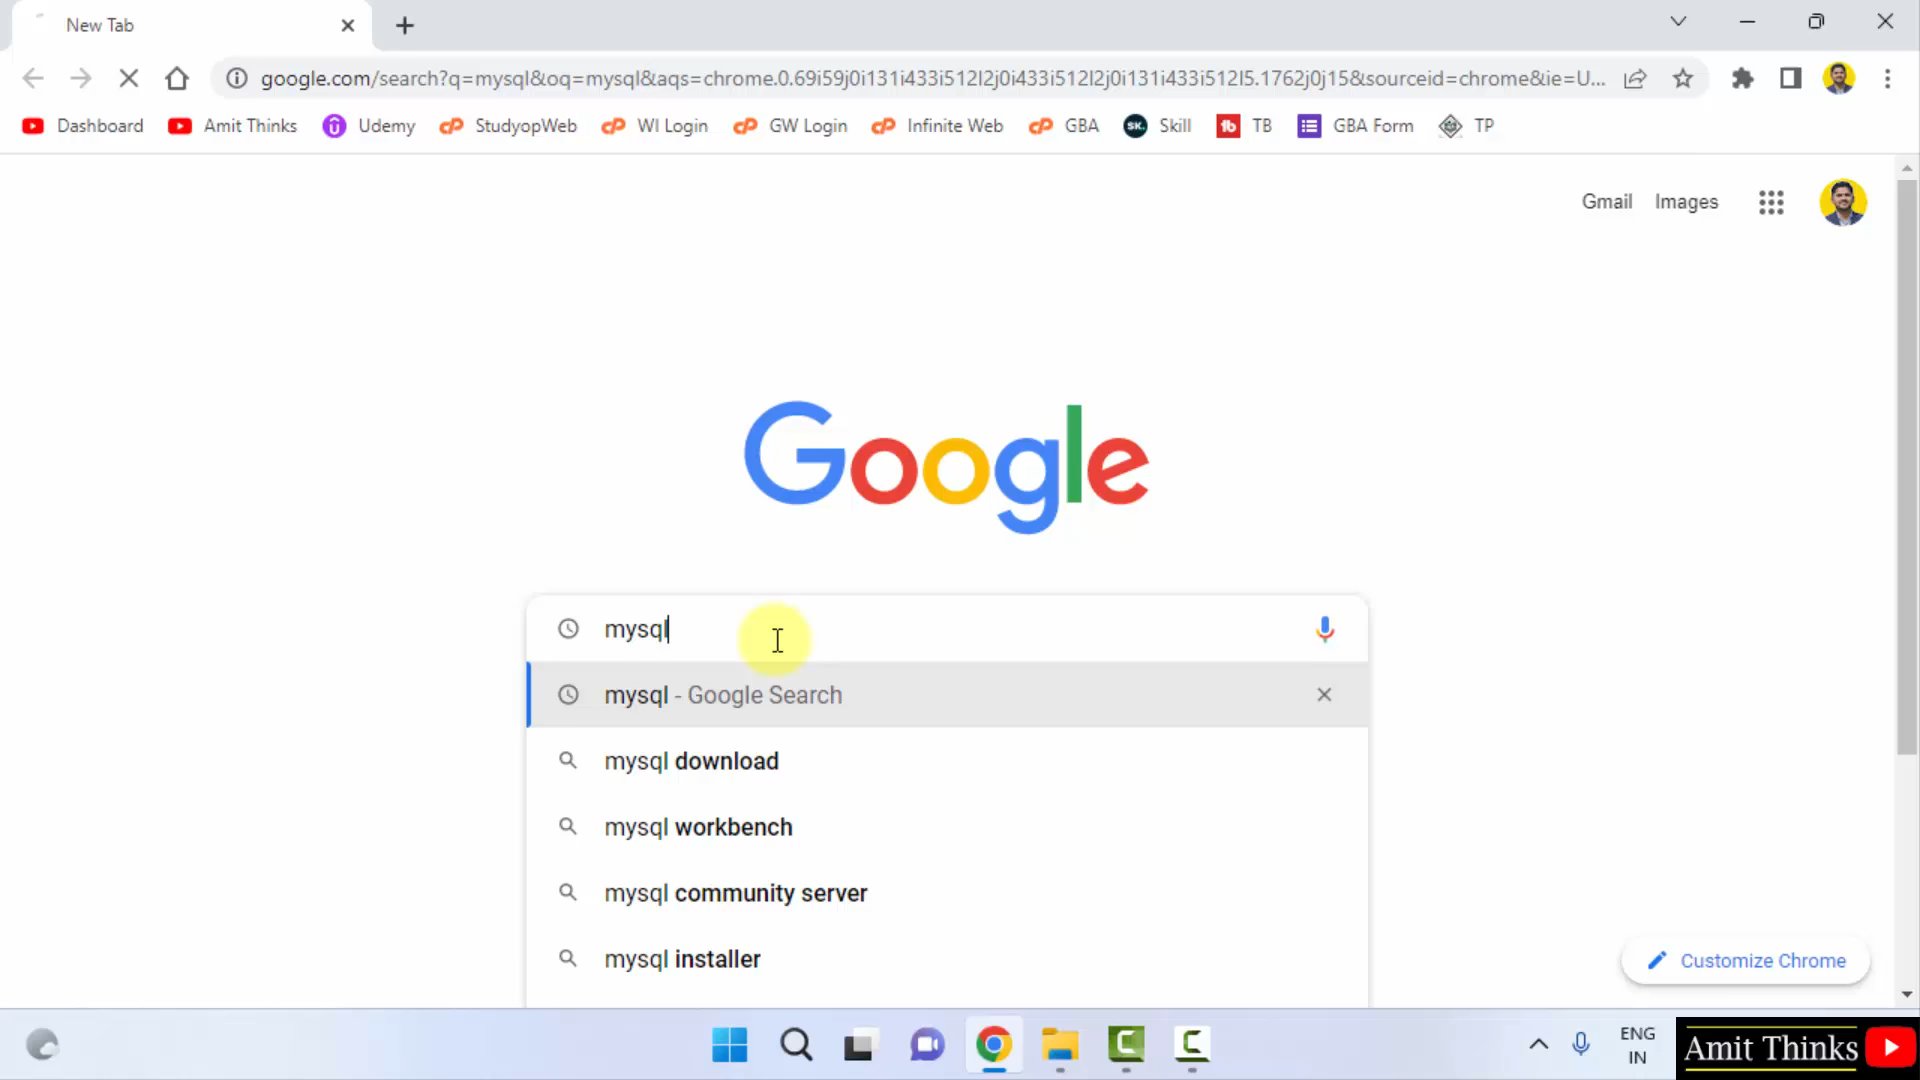 New Tab
google.com/search?q=mysql&oq=mysql&aqs=chrome.0.69i59j0i131i433i512l2j0i433i512l2j0i131i433i512l5.1762j0j15&sourceid=chrome&ie=U...
Dashboard Amit Thinks Udemy StudyopWeb WI Login GW Login Infinite Web GBA SK. Skill tb TB GBA Form TP
Gmail Images
Google
mysql
mysql - Google Search
mysql download
mysql workbench
mysql community server
mysql installer
Customize Chrome
ENG
IN
Amit Thinks